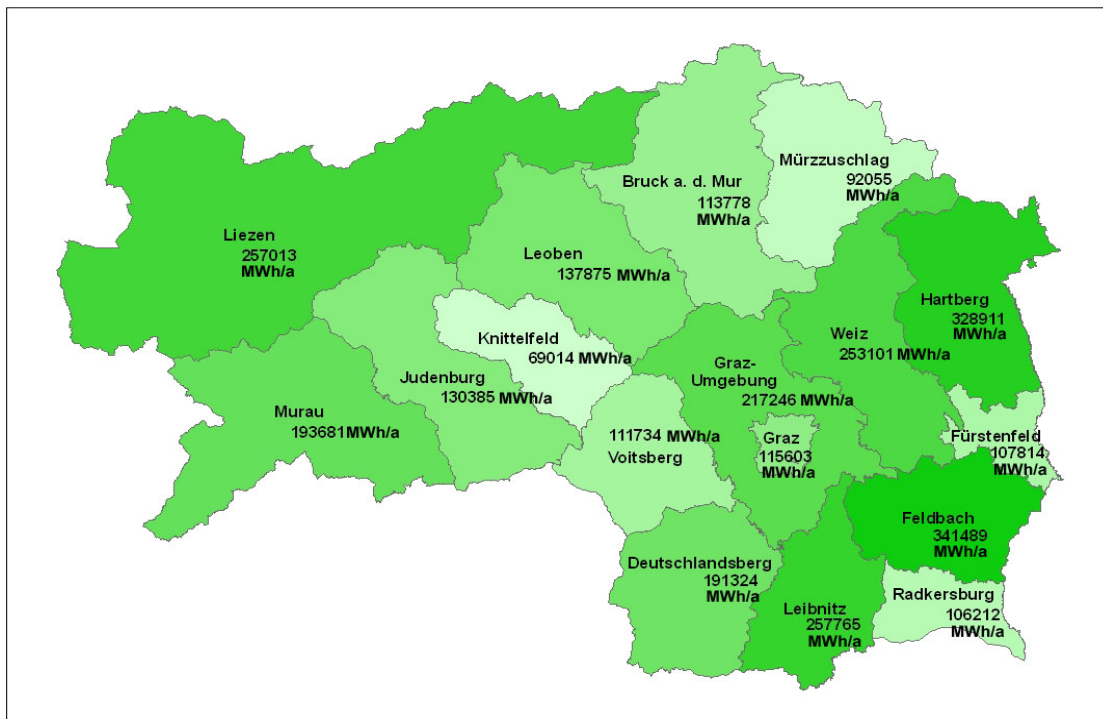 Mürzzuschlag
92055
MWh/a
Bruck a. d. Mur
113778
MWh/a
Liezen
257013
MWh/a
Leoben
137875 MWh/a
Hartberg
328911
MWh/a
Weiz
253101 MWh/a
Knittelfeld
69014 MWh/a
Graz-
Umgebung
217246 MWh/a
Judenburg
130385 MWh/a
Murau
193681 MWh/a
111734 MWh/a
Voitsberg
Graz
115603
MWh/a
Fürstenfeld
107814
MWh/a
Feldbach
341489
MWh/a
Deutschlandsberg
191324
MWh/a
Leibnitz
257765
MWh/a
Radkersburg
106212
MWh/a